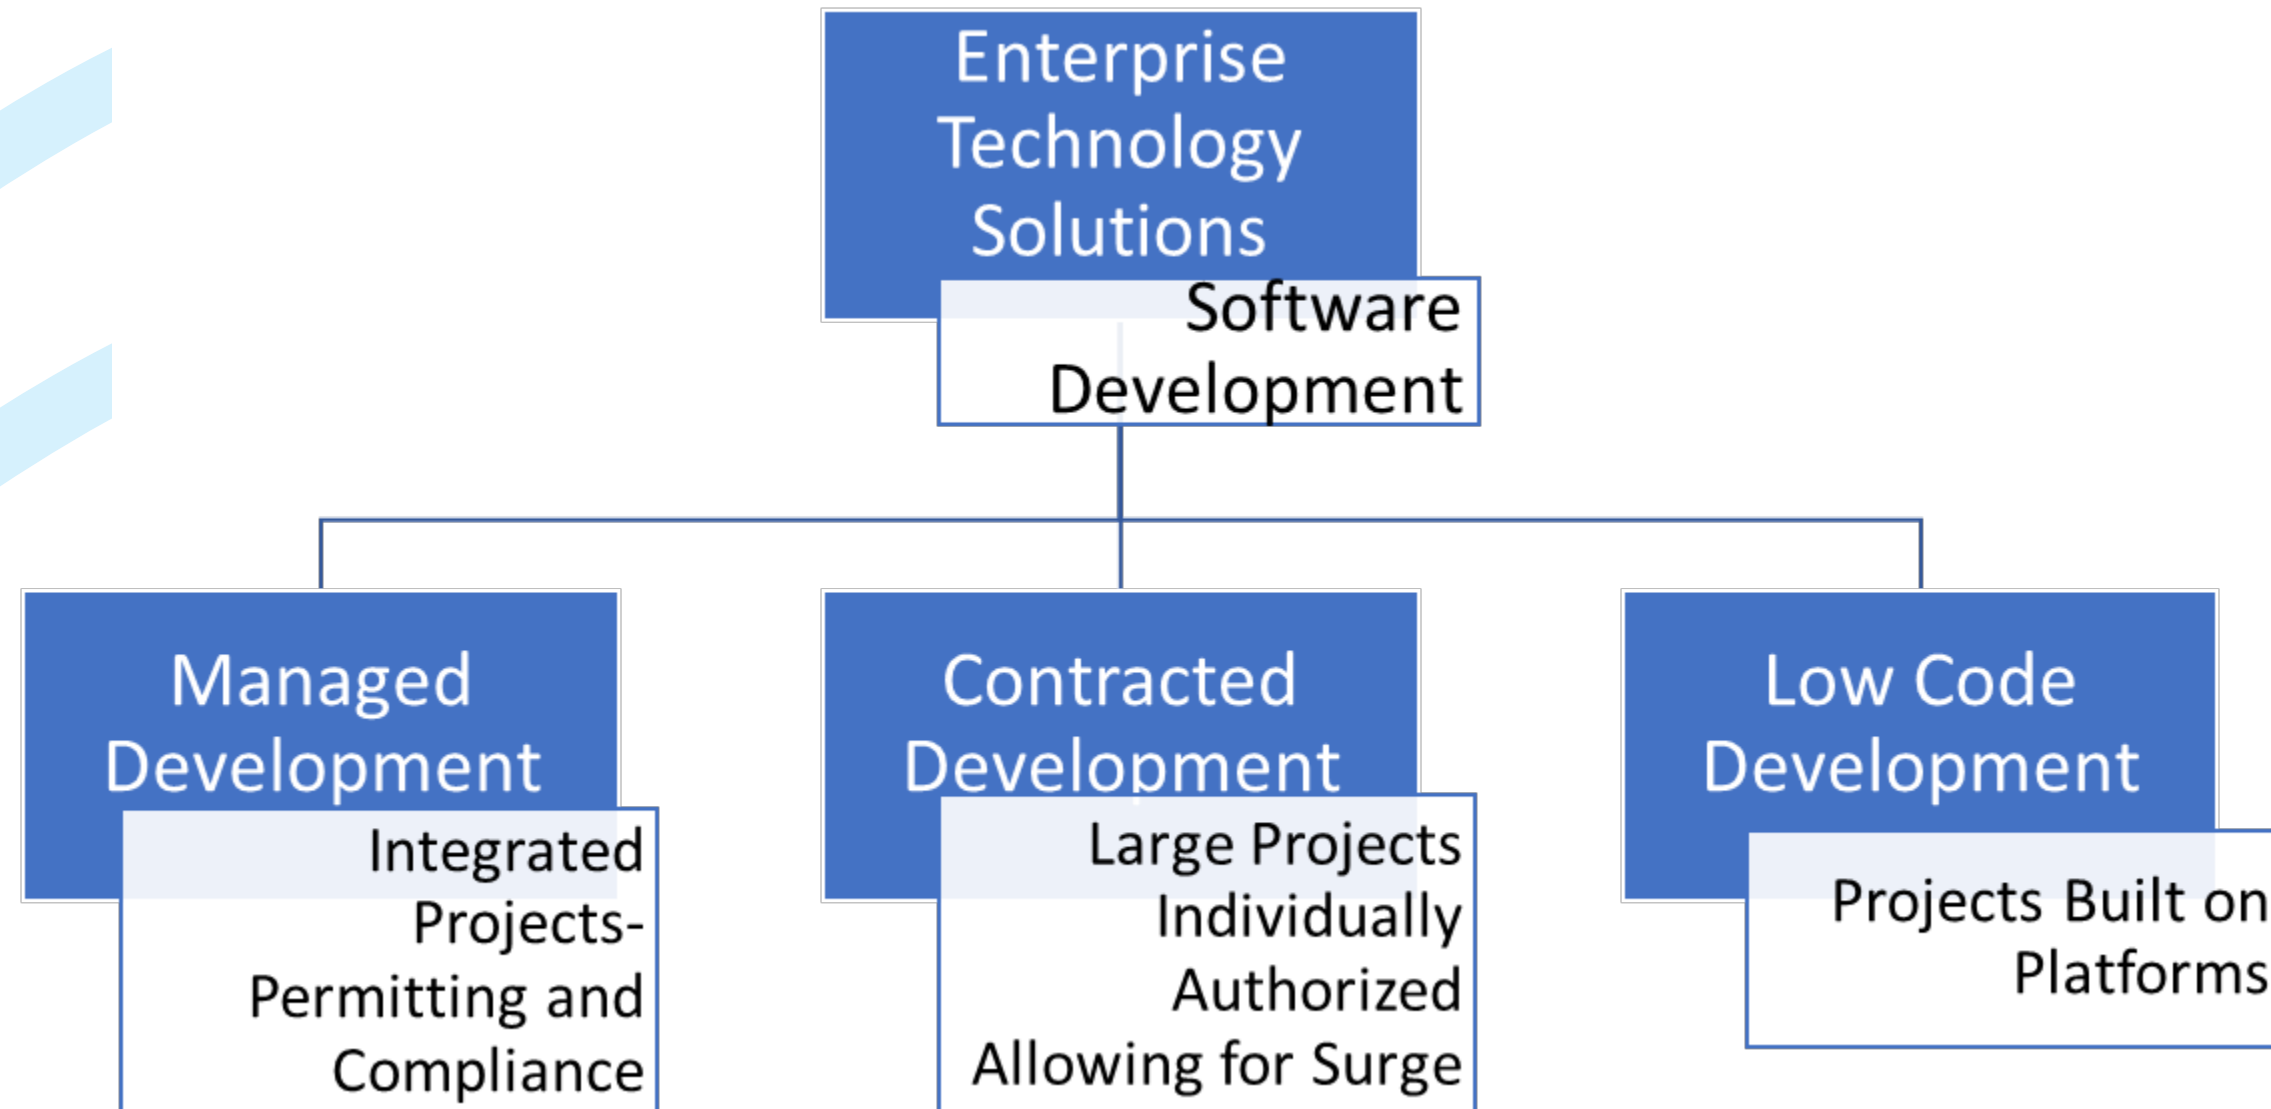 Enterprise
Technology
Solutions
Software
Development
Managed
Development
Integrated
Projects-
Permitting and
Compliance
Contracted
Development
Large Projects
Individually
Authorized
Allowing for Surge
Low Code
Development
Projects Built on
Platforms